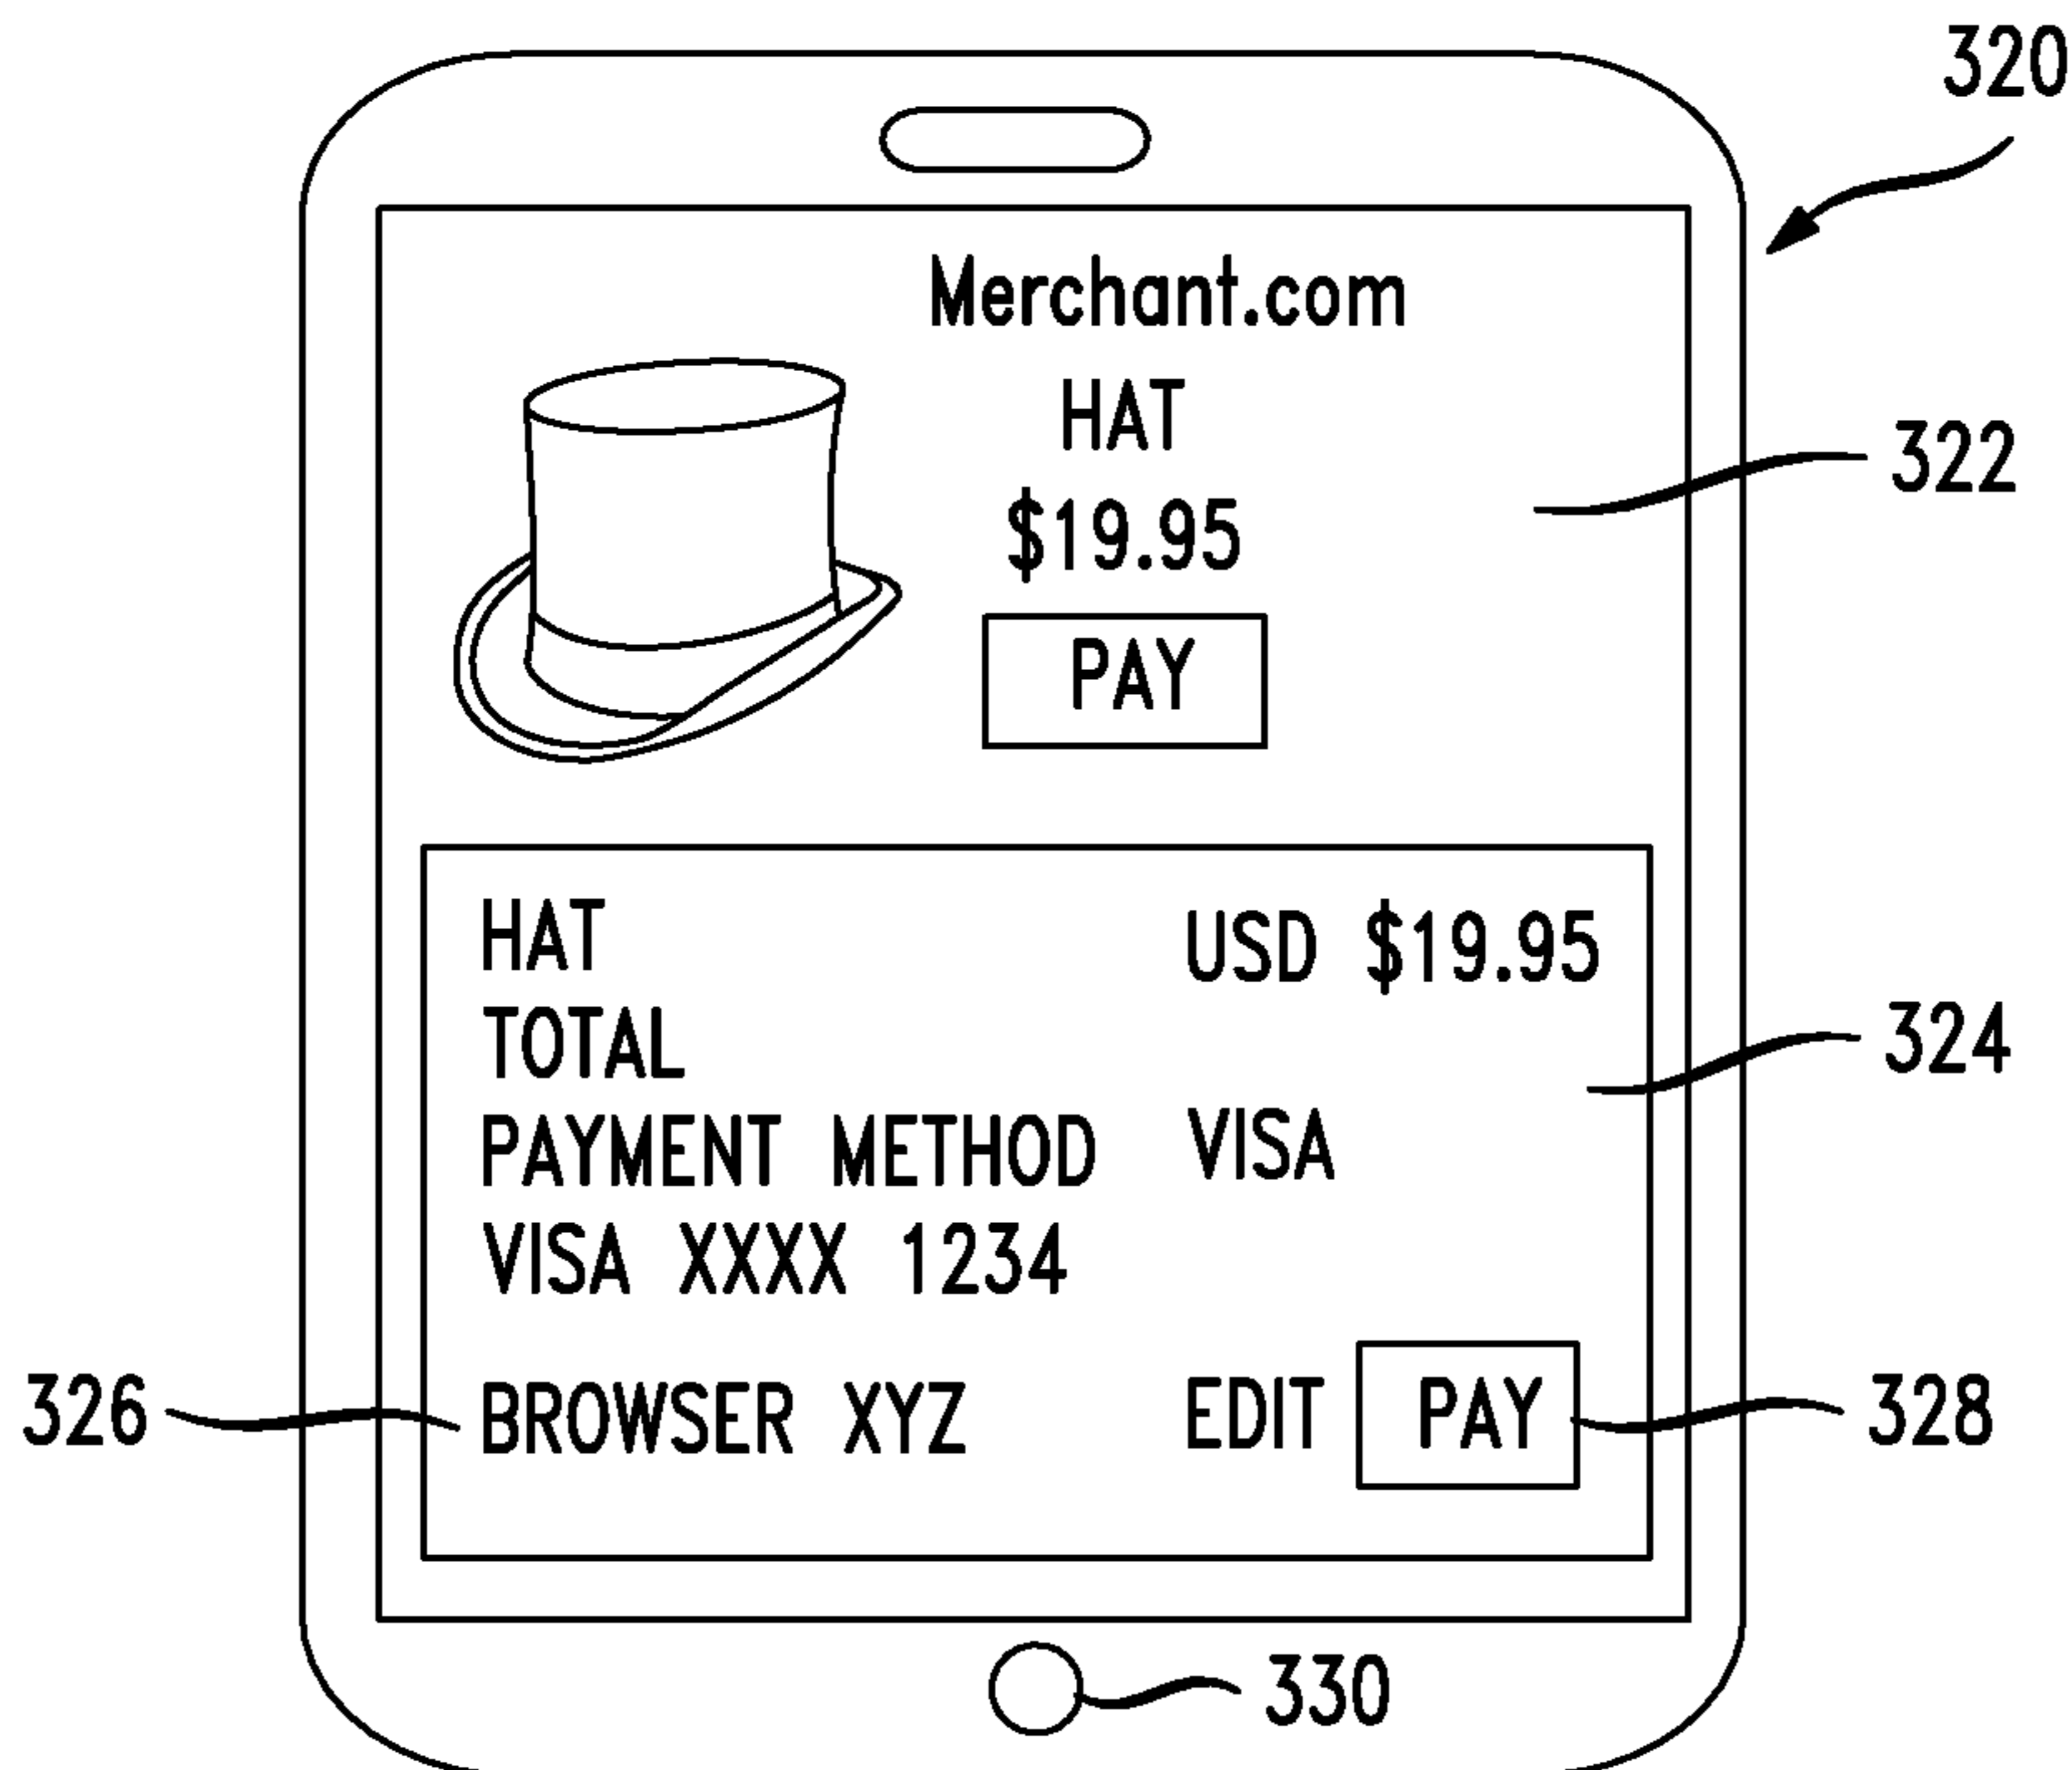 320
Merchant.com
HAT
322
$19.95
PAY
HAT USD $19.95
TOTAL
324
PAYMENT METHOD VISA
VISA XXXX 1234
326 BROWSER XYZ EDIT PAY 328
330